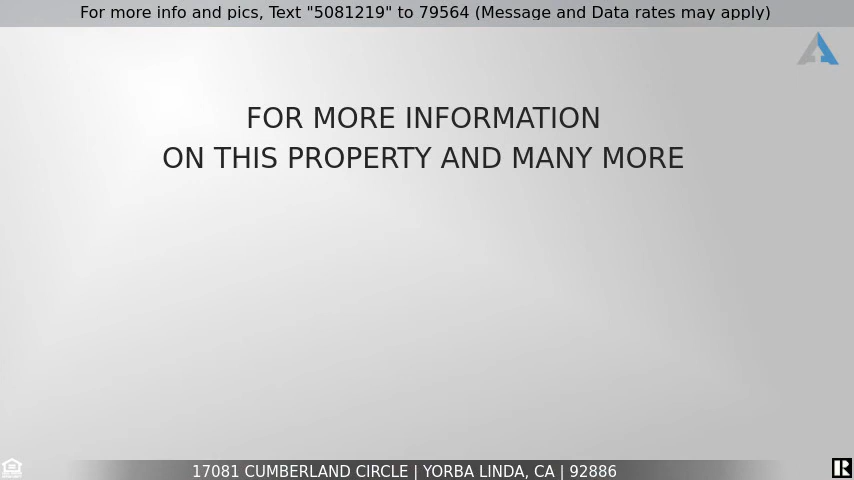 For more info and pics, Text "5081219" to 79564 (Message and Data rates may apply)
FOR MORE INFORMATION
ON THIS PROPERTY AND MANY MORE
17081 CUMBERLAND CIRCLE | YORBA LINDA, CA | 92886